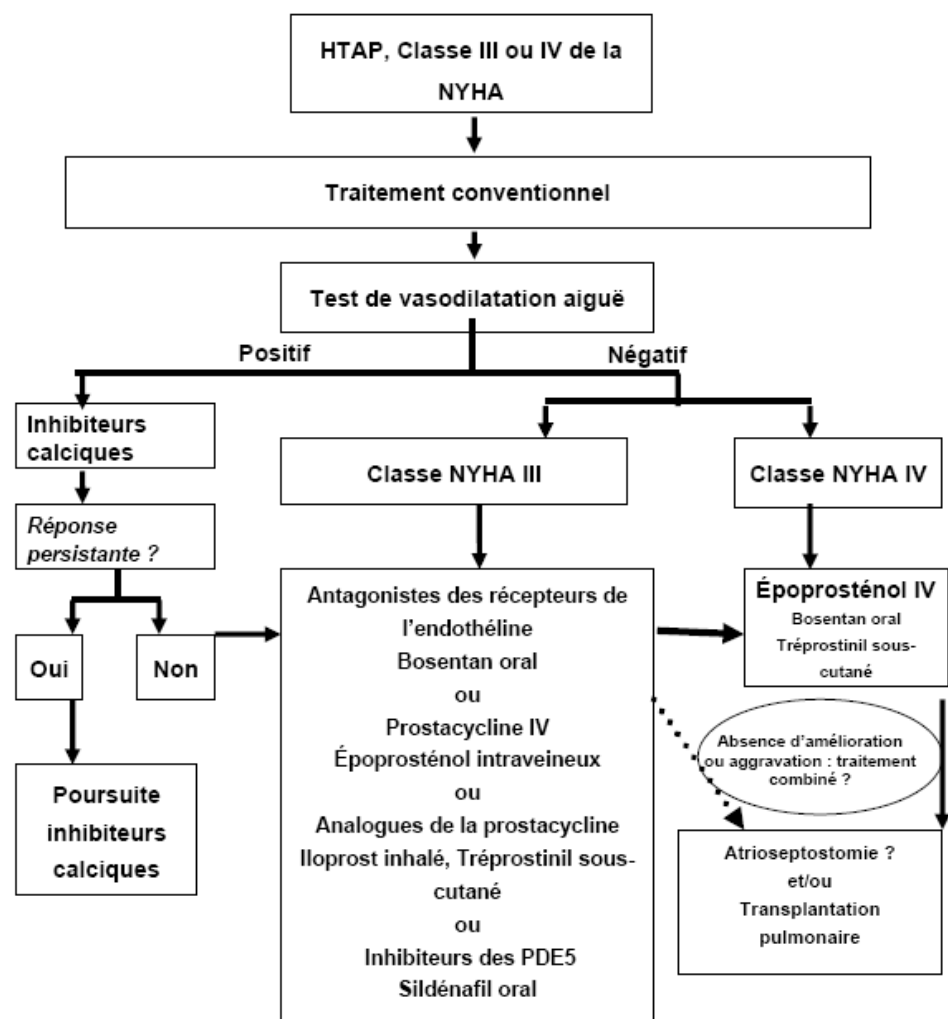 HTAP, Classe III ou IV de la
NYHA
Traitement conventionnel
Test de vasodilatation aiguë
Positif
Négatif
Inhibiteurs
calciques
Classe NYHA III
Classe NYHA IV
Réponse
persistante ?
Oui
Non
Poursuite
inhibiteurs
calciques
Antagonistes des récepteurs de
l’endothéline
Bosentan oral
ou
Prostacycline IV
Époprosténol intraveineux
ou
Analogues de la prostacycline
Iloprost inhalé, Tréprostinil sous-
cutané
ou
Inhibiteurs des PDE5
Sildénafil oral
Époprosténol IV
Bosentan oral
Tréprostinil sous-
cutané
Absence d’amélioration
ou aggravation : traitement
combiné ?
Atrioseptostomie ?
et/ou
Transplantation
pulmonaire